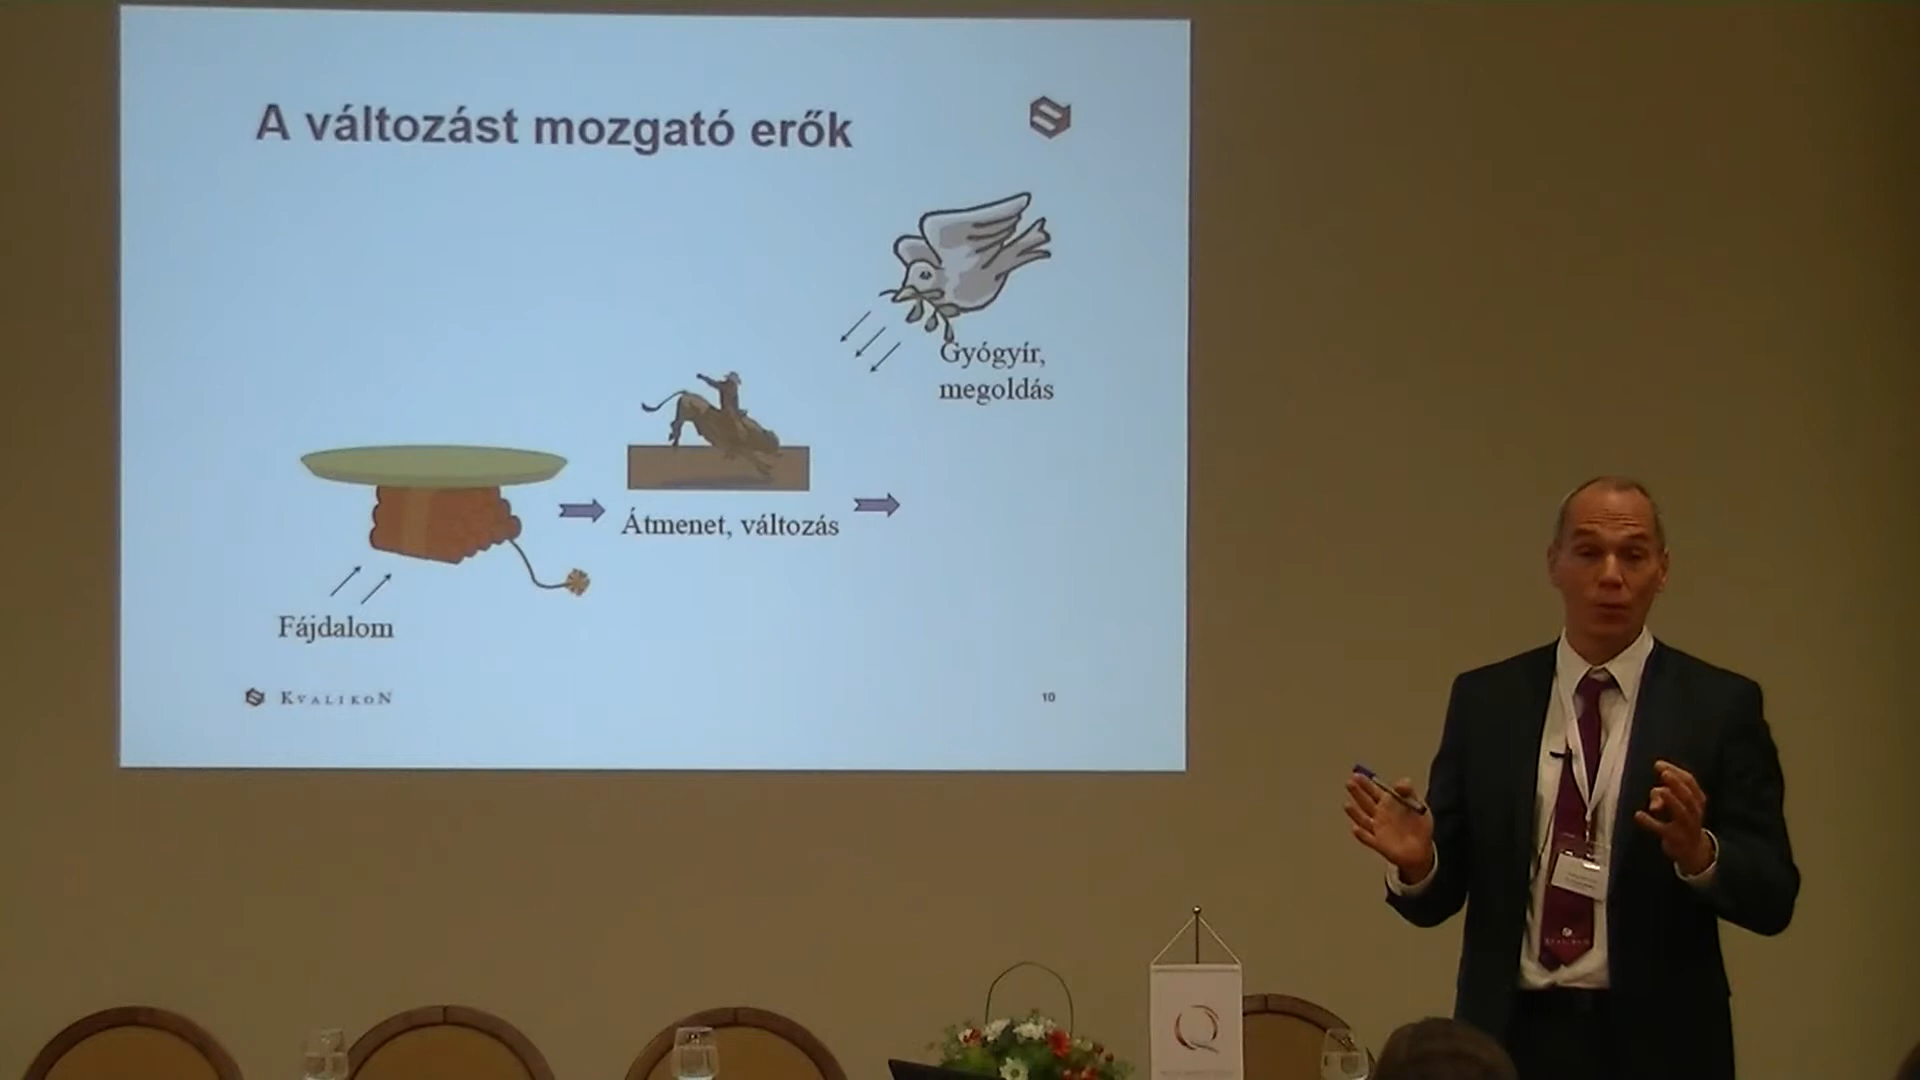 A változást mozgató erők
Gyógyír,
megoldás
Átmenet, változás
Fájdalom
KVALIKON
10
Q